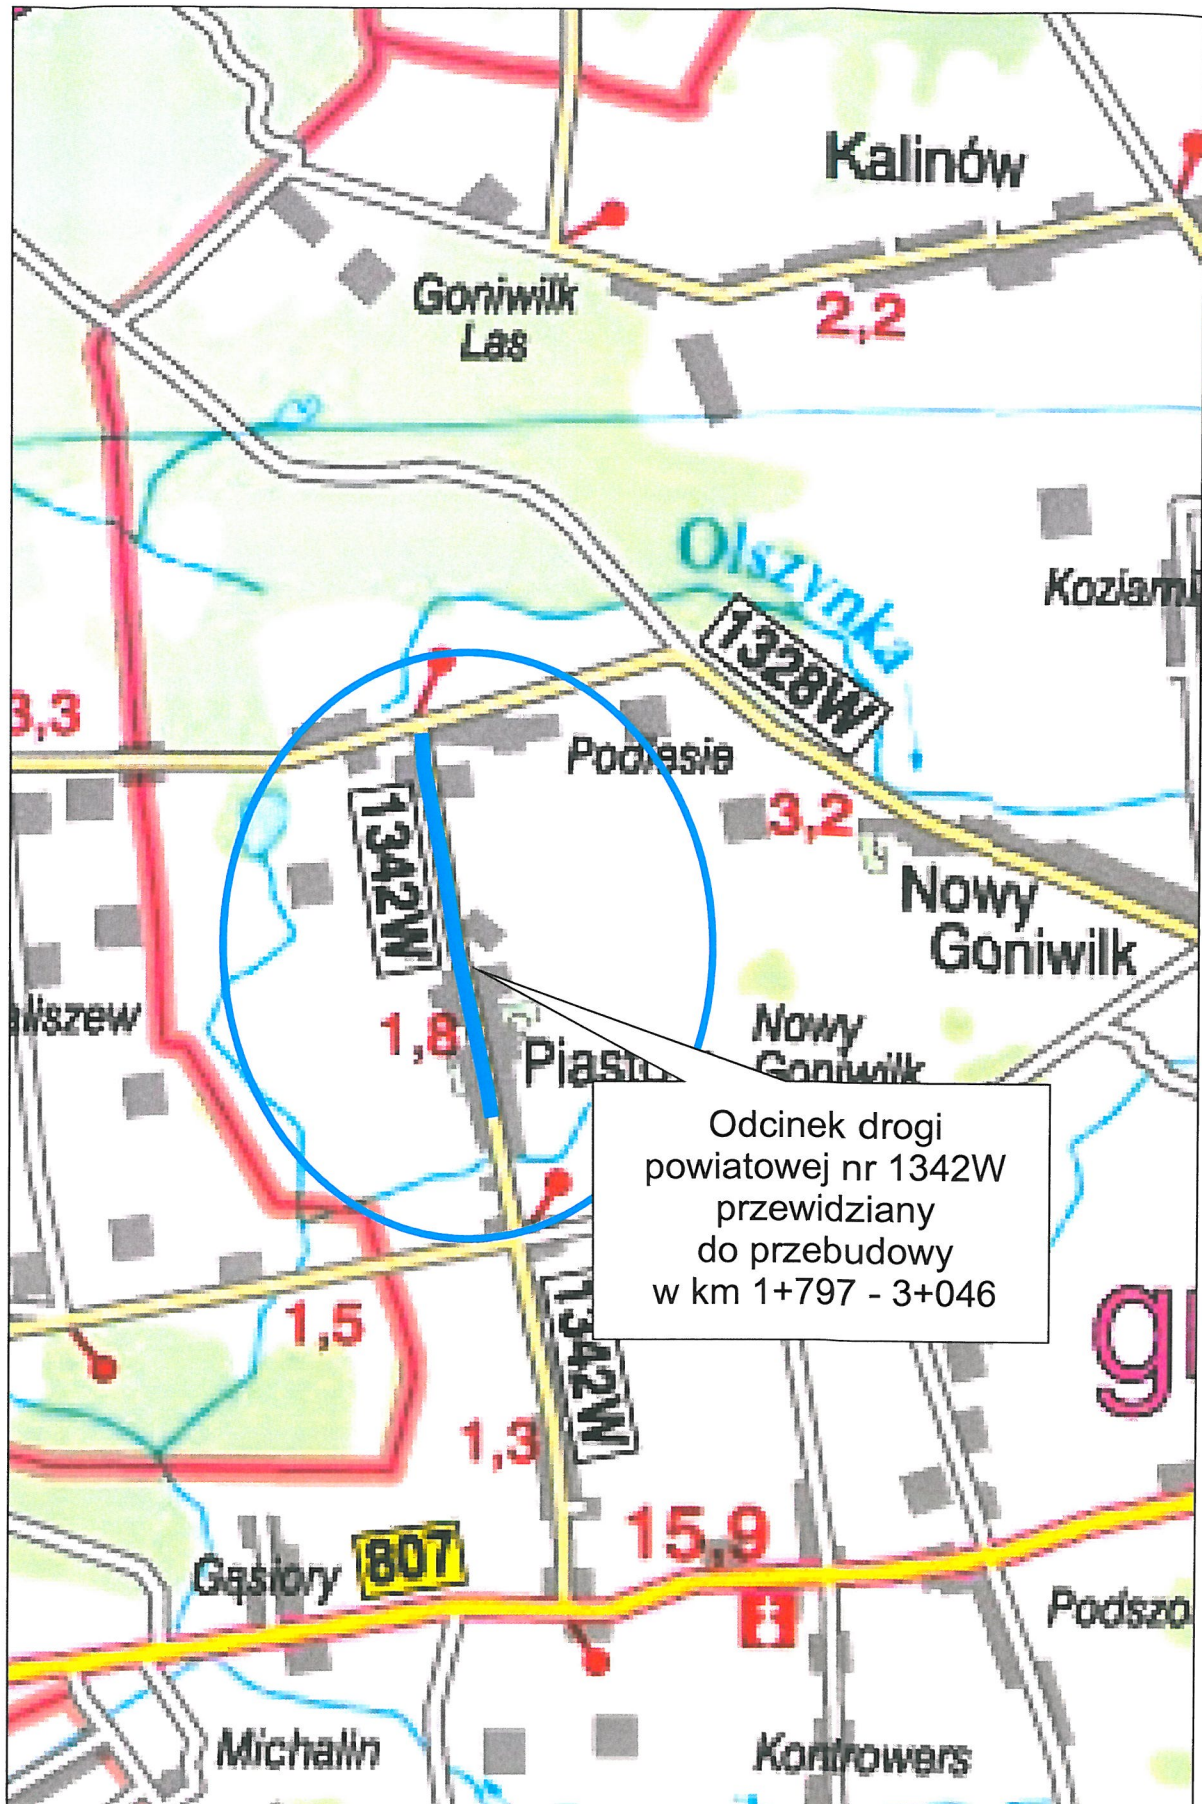 Kalinów
Goniwilk
Las
2,2
Olszynka
1328W
3,3
Podlesie
3,2
1342W
Nowy
Goniwilk
1,8
Nowy
Goniwilk
Odcinek drogi
powiatowej nr 1342W
przewidziany
do przebudowy
w km 1+797 - 3+046
1,5
1342W
1,3
15,9
807
Gąsiory
Michalin
Kontrowers